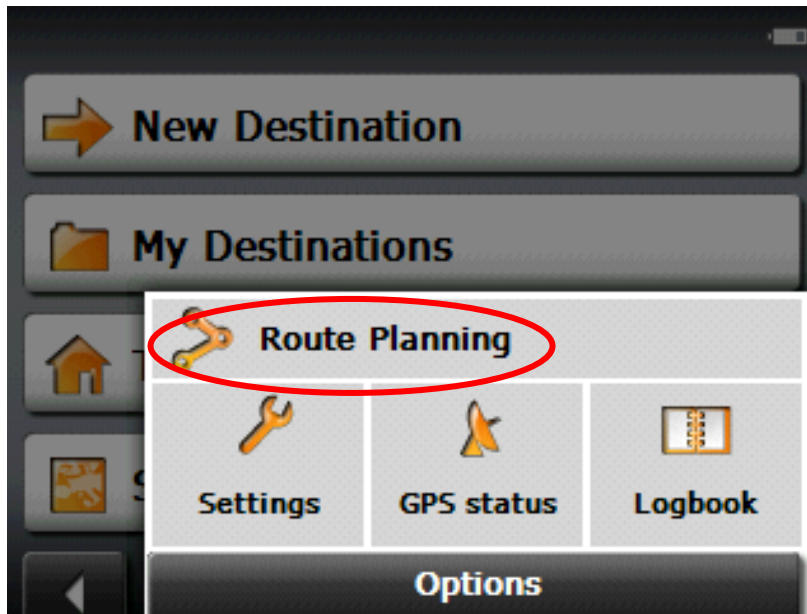 New Destination
My Destinations
Route Planning
Settings GPS status Logbook
Options